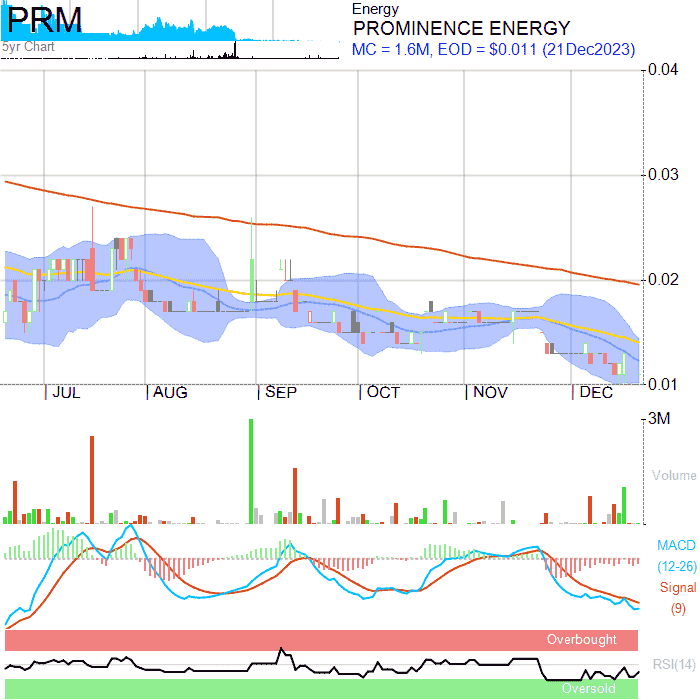 PRM
5yr Chart
Energy
PROMINENCE ENERGY
MC = 1.6M, EOD = $0.011 (21Dec2023)
0.04
0.03
0.02
0.01
JUL AUG SEP OCT NOV DEC
3M
Volume
MACD
(12-26)
Signal
(9)
Overbought
RSI(14)
Oversold